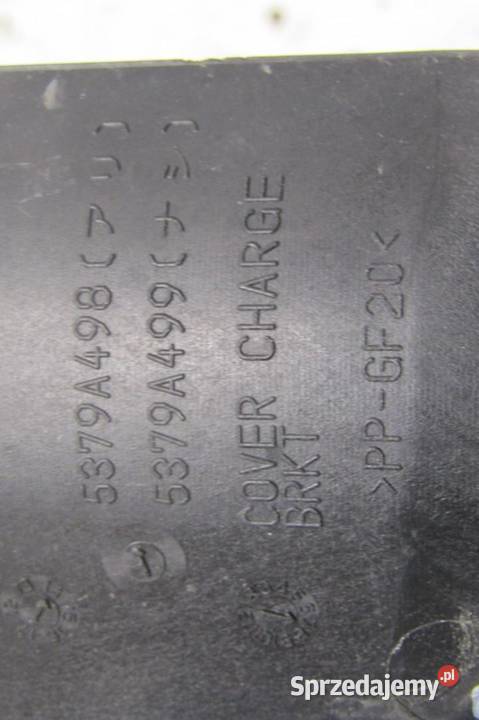 5379A498(アリ)
5379A499(ナシ)
COVER CHARGE
BRKT
>PP-GF20<
Sprzedajemy.pl